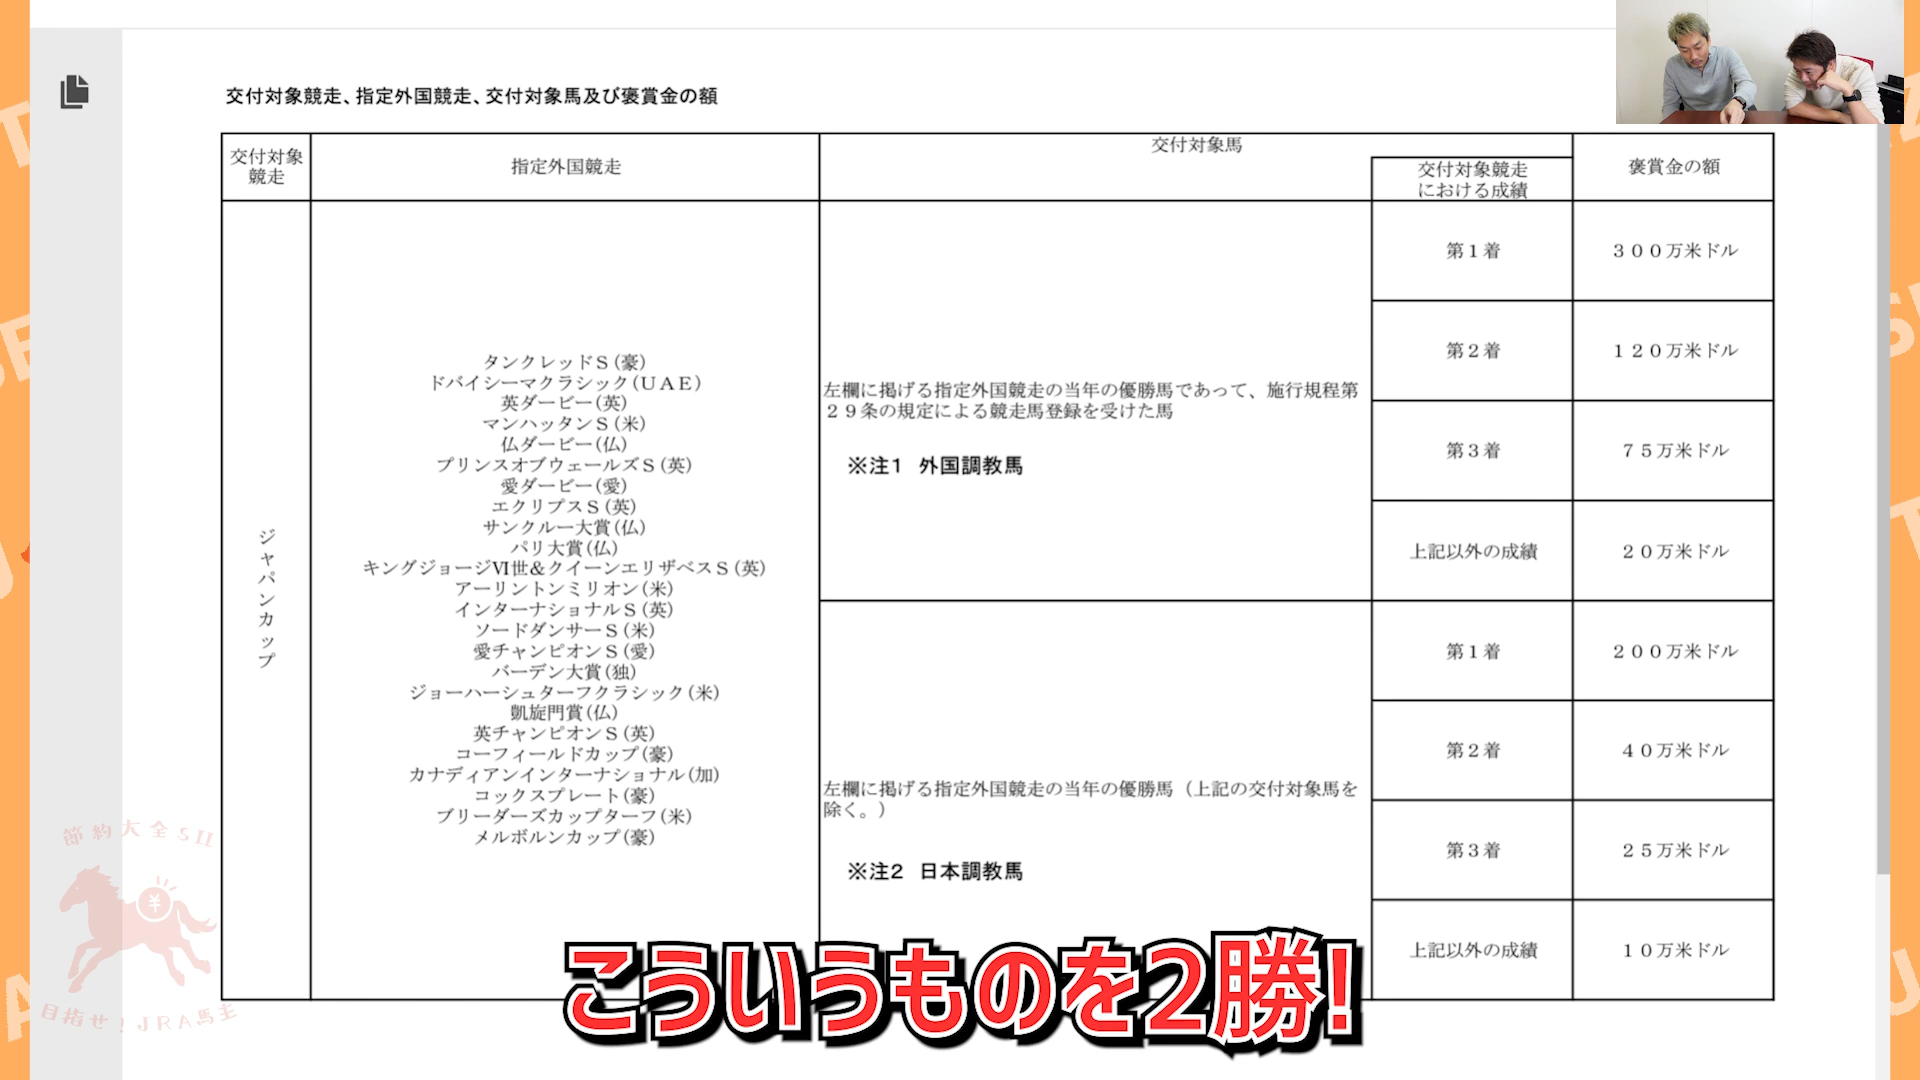 交付対象競走、指定外国競走、交付対象馬及び褒賞金の額
交付対象
競走
指定外国競走
交付対象馬
交付対象競走
における成績
褒賞金の額
ジャパンカップ
タンクレッドＳ（豪）
ドバイシーマクラシック（ＵＡＥ）
英ダービー（英）
マンハッタンＳ（米）
仏ダービー（仏）
プリンスオブウェールズＳ（英）
愛ダービー（愛）
エクリプスＳ（英）
サンクルー大賞（仏）
パリ大賞（仏）
キングジョージⅥ世＆クイーンエリザベスＳ（英）
アーリントンミリオン（米）
インターナショナルＳ（英）
ソードダンサーＳ（米）
愛チャンピオンＳ（愛）
バーデン大賞（独）
ジョーハーシュターフクラシック（米）
凱旋門賞（仏）
英チャンピオンＳ（英）
コーフィールドカップ（豪）
カナディアンインターナショナル（加）
コックスプレート（豪）
ブリーダーズカップターフ（米）
メルボルンカップ（豪）
左欄に掲げる指定外国競走の当年の優勝馬であって、施行規程第
２９条の規定による競走馬登録を受けた馬
※注1　外国調教馬
第１着
３００万米ドル
第２着
１２０万米ドル
第３着
７５万米ドル
上記以外の成績
２０万米ドル
左欄に掲げる指定外国競走の当年の優勝馬（上記の交付対象馬を
除く。）
※注2　日本調教馬
第１着
２００万米ドル
第２着
４０万米ドル
第３着
２５万米ドル
上記以外の成績
１０万米ドル
節約大全SII
¥
目指せ！JRA馬主
こういうものを2勝!